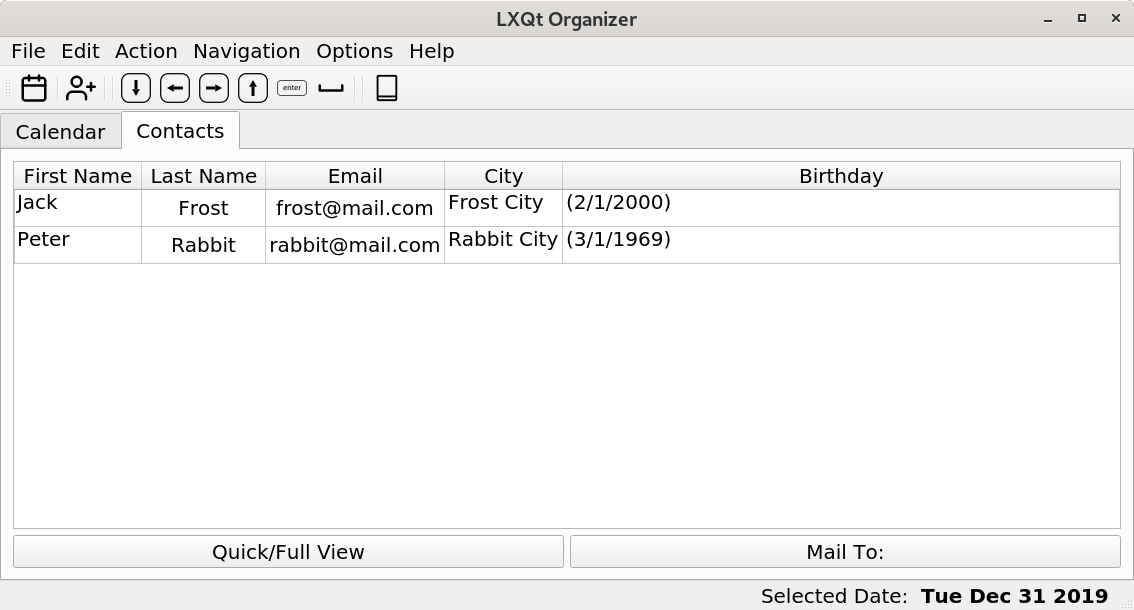 LXQt Organizer
File Edit Action Navigation Options Help
enter
Calendar Contacts
First Name Last Name Email City Birthday
Jack Frost frost@mail.com Frost City (2/1/2000)
Peter Rabbit rabbit@mail.com Rabbit City (3/1/1969)
Quick/Full View Mail To:
Selected Date: Tue Dec 31 2019